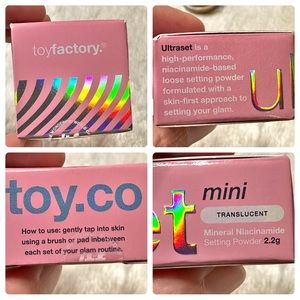 toyfactory.®
Ultraset is a
high-performance,
niacinamide-based
loose setting powder
formulated with a
skin-first approach to
setting your glam.
ul
toy.co
How to use: gently tap into skin
using a brush or pad inbetween
each set of your glam routine.
et
mini
TRANSLUCENT
Mineral Niacinamide
Setting Powder 2.2g